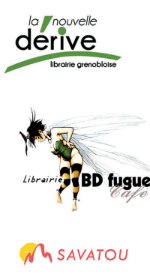 la nouvelle
dérive
librairie grenobloise
Librairie BD fugue
Café
SAVATOU